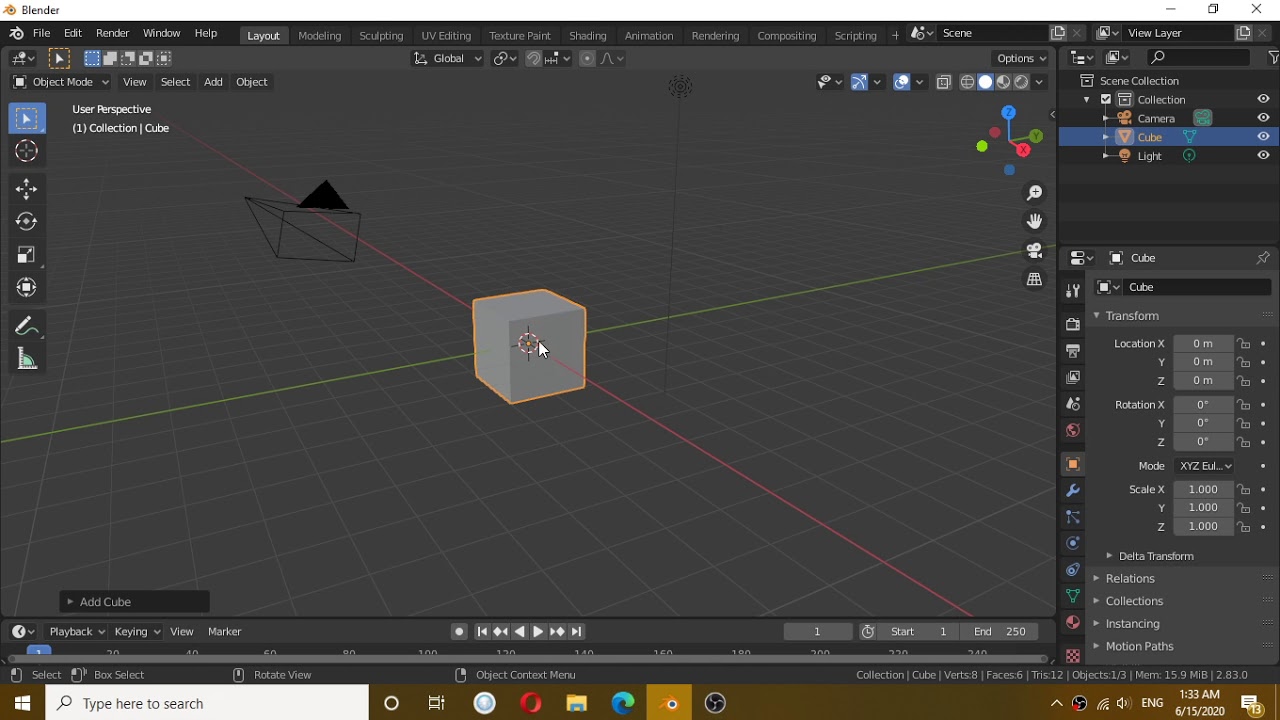 Blender
File Edit Render Window Help Layout Modeling Sculpting UV Editing Texture Paint Shading Animation Rendering Compositing Scripting + Scene View Layer
Global Options
Object Mode View Select Add Object
User Perspective
(1) Collection | Cube
Z
Y
X
Scene Collection
Collection
Camera
Cube
Light
Cube
Cube
Transform
Location X 0 m
Y 0 m
Z 0 m
Rotation X 0°
Y 0°
Z 0°
Mode XYZ Eul...
Scale X 1.000
Y 1.000
Z 1.000
Delta Transform
Relations
Collections
Instancing
Motion Paths
Add Cube
Playback Keying View Marker 1 Start 1 End 250
1 20 40 60 80 100 120 140 160 180 200 220 240
Select Box Select Rotate View Object Context Menu Collection | Cube | Verts:8 | Faces:6 | Tris:12 | Objects:1/3 | Mem: 15.9 MiB | 2.83.0
Type here to search
ENG
1:33 AM
6/15/2020
13